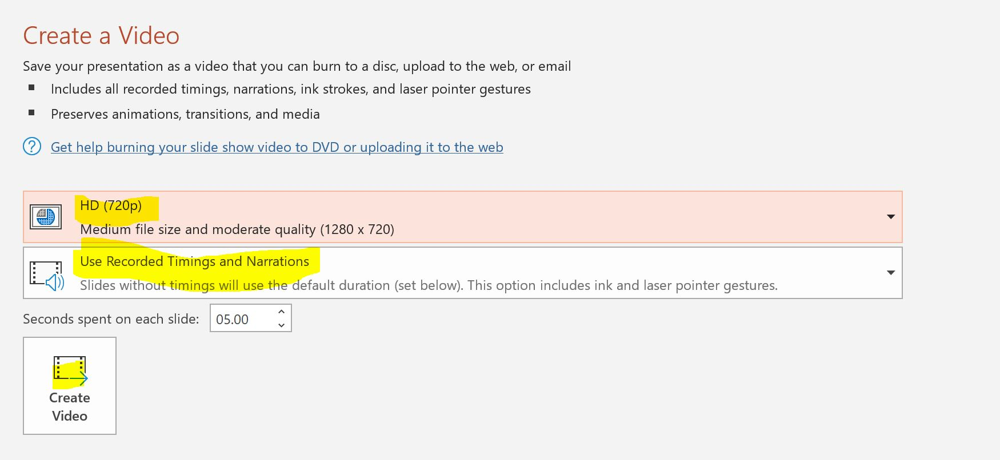 Create a Video
Save your presentation as a video that you can burn to a disc, upload to the web, or email
Includes all recorded timings, narrations, ink strokes, and laser pointer gestures
Preserves animations, transitions, and media
? Get help burning your slide show video to DVD or uploading it to the web
HD (720p)
Medium file size and moderate quality (1280 x 720)
Use Recorded Timings and Narrations
Slides without timings will use the default duration (set below). This option includes ink and laser pointer gestures.
Seconds spent on each slide: 05.00
Create
Video